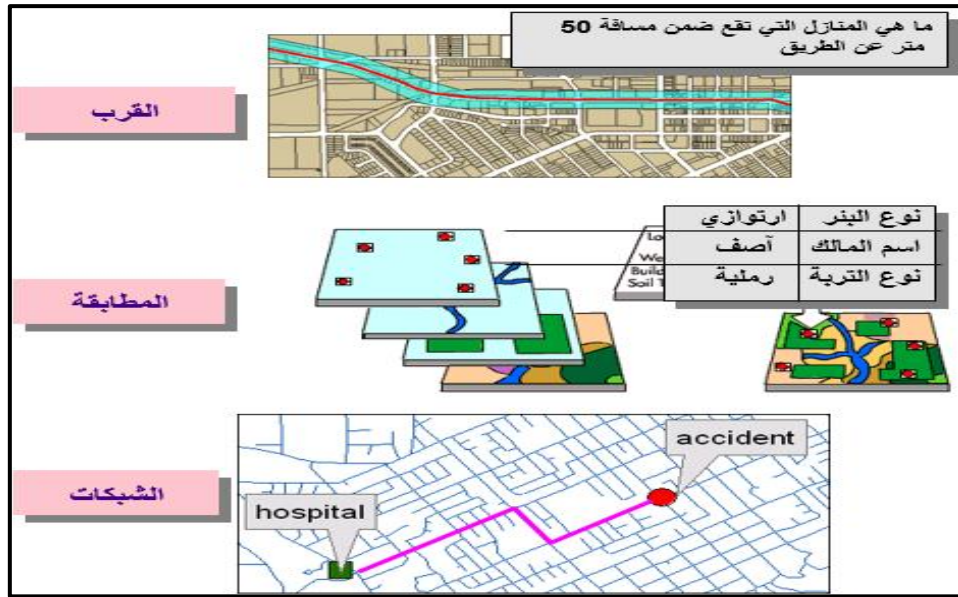 ما هي المنازل التي تقع ضمن مسافة 50
متر عن الطريق
القرب
نوع البئر ارتوازي
اسم المالك آصف
نوع التربة رملية
Soil
المطابقة
accident
hospital
الشبكات